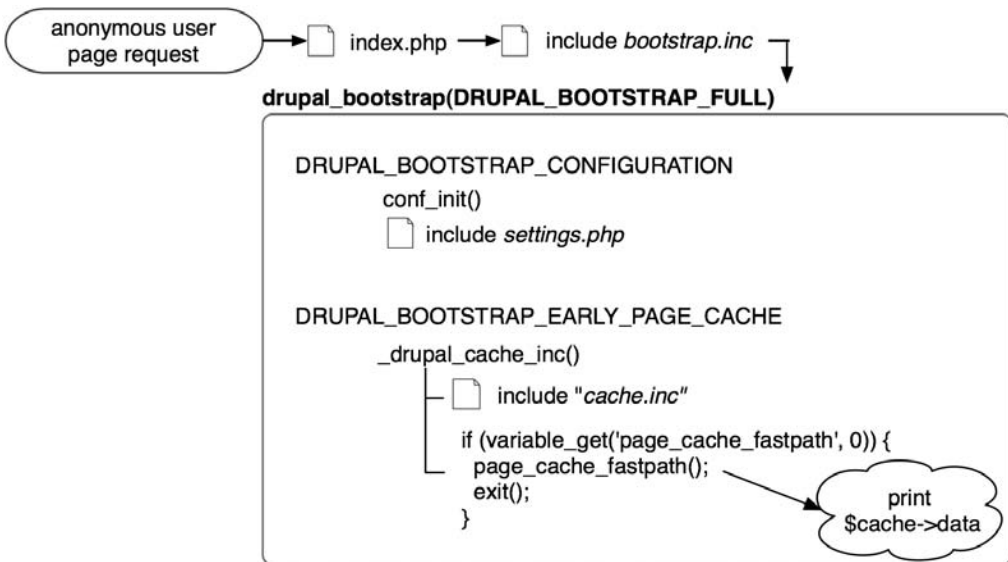 anonymous user
page request
index.php
include bootstrap.inc
drupal_bootstrap(DRUPAL_BOOTSTRAP_FULL)
DRUPAL_BOOTSTRAP_CONFIGURATION
conf_init()
include settings.php
DRUPAL_BOOTSTRAP_EARLY_PAGE_CACHE
_drupal_cache_inc()
include "cache.inc"
if (variable_get('page_cache_fastpath', 0)) {
page_cache_fastpath();
exit();
}
print
$cache->data